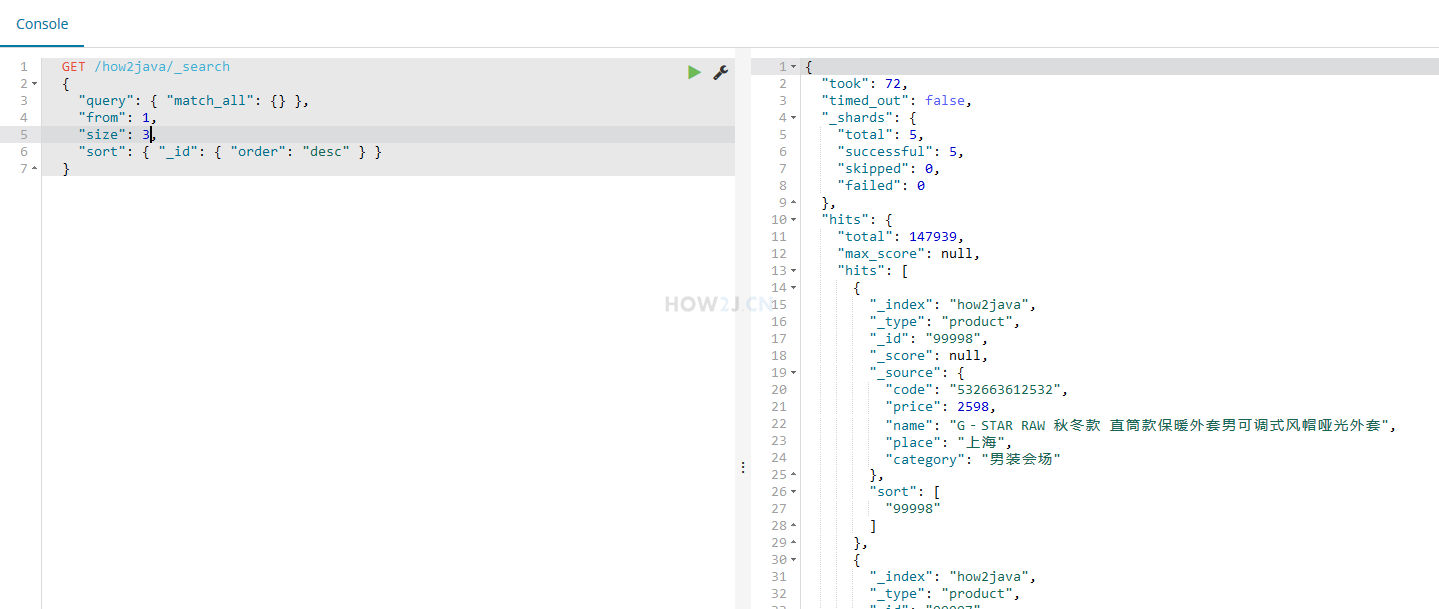 Console
1 GET /how2java/_search
2 {
3 "query": { "match_all": {} },
4 "from": 1,
5 "size": 3,
6 "sort": { "_id": { "order": "desc" } }
7 }
HOW2J.CN
1 {
2 "took": 72,
3 "timed_out": false,
4 "_shards": {
5 "total": 5,
6 "successful": 5,
7 "skipped": 0,
8 "failed": 0
9 },
10 "hits": {
11 "total": 147939,
12 "max_score": null,
13 "hits": [
14 {
15 "_index": "how2java",
16 "_type": "product",
17 "_id": "99998",
18 "_score": null,
19 "_source": {
20 "code": "532663612532",
21 "price": 2598,
22 "name": "G-STAR RAW 秋冬款 直筒款保暖外套男可调式风帽哑光外套",
23 "place": "上海",
24 "category": "男装会场"
25 },
26 "sort": [
27 "99998"
28 ]
29 },
30 {
31 "_index": "how2java",
32 "_type": "product",